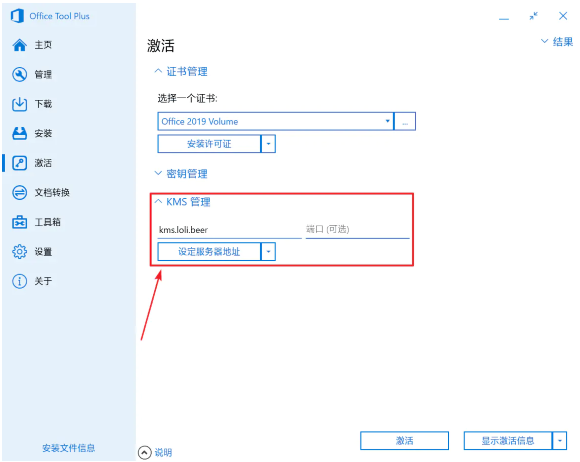 Office Tool Plus
主页
管理
下载
安装
激活
文档转换
工具箱
设置
关于
安装文件信息
激活
结果
证书管理
选择一个证书:
Office 2019 Volume
...
安装许可证
密钥管理
KMS 管理
kms.loli.beer 端口 (可选)
设定服务器地址
说明
激活
显示激活信息